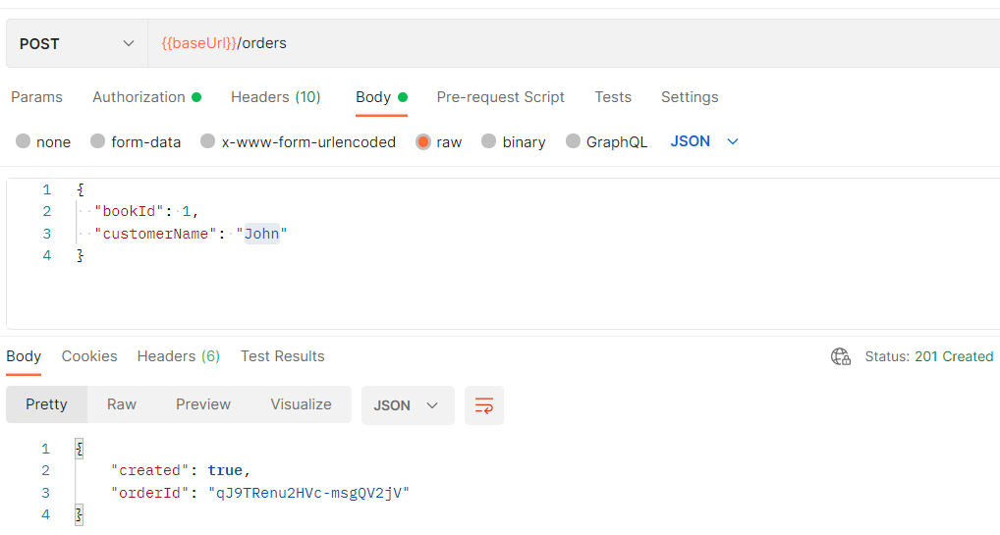 POST {{baseUrl}}/orders
Params Authorization Headers (10) Body Pre-request Script Tests Settings
none form-data x-www-form-urlencoded raw binary GraphQL JSON
1 {
2 "bookId": 1,
3 "customerName": "John"
4 }
Body Cookies Headers (6) Test Results Status: 201 Created
Pretty Raw Preview Visualize JSON
1 {
2 "created": true,
3 "orderId": "qJ9TRenu2HVc-msgQV2jV"
4 }